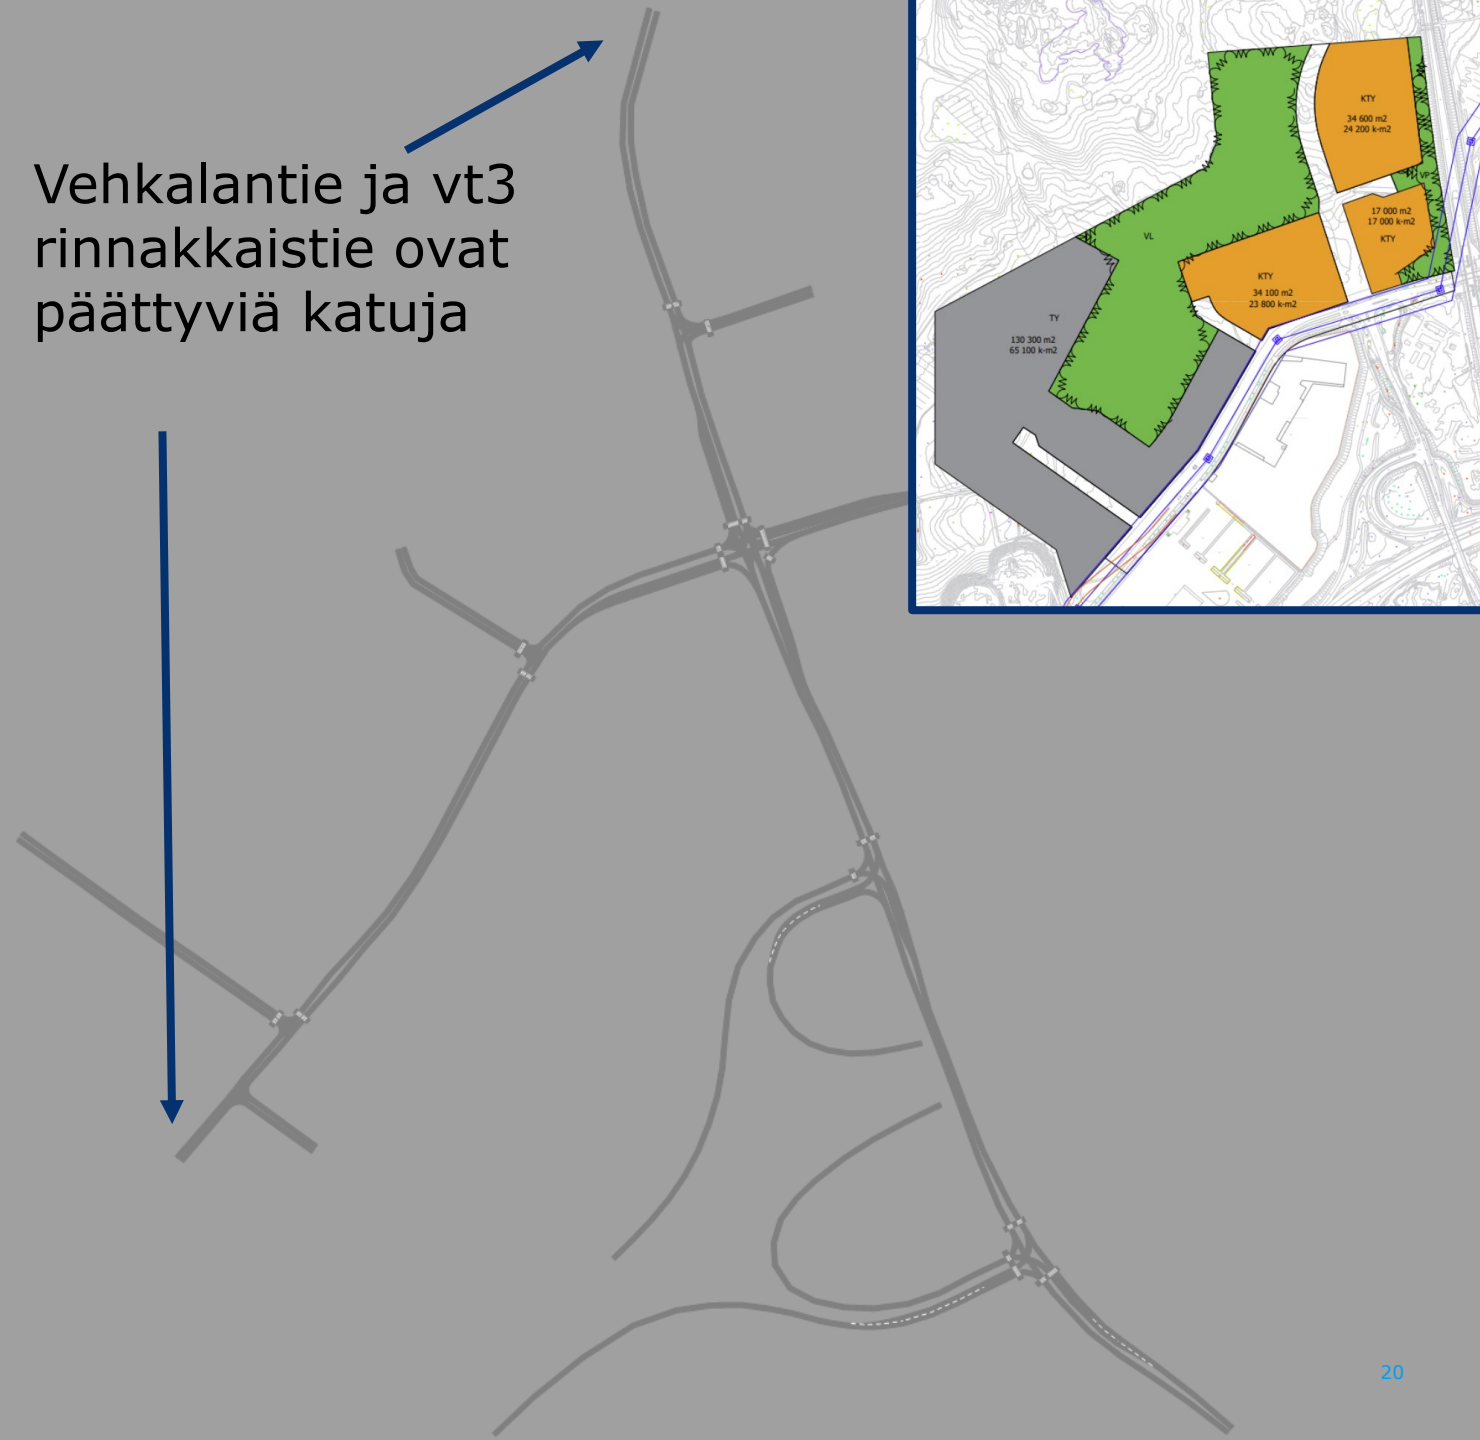 Vehkalantie ja vt3
rinnakkaistie ovat
päättyviä katuja
KTY
34 600 m2
24 200 k-m2
VP
17 000 m2
17 000 k-m2
KTY
VL
KTY
34 100 m2
23 800 k-m2
TY
130 300 m2
65 100 k-m2
20